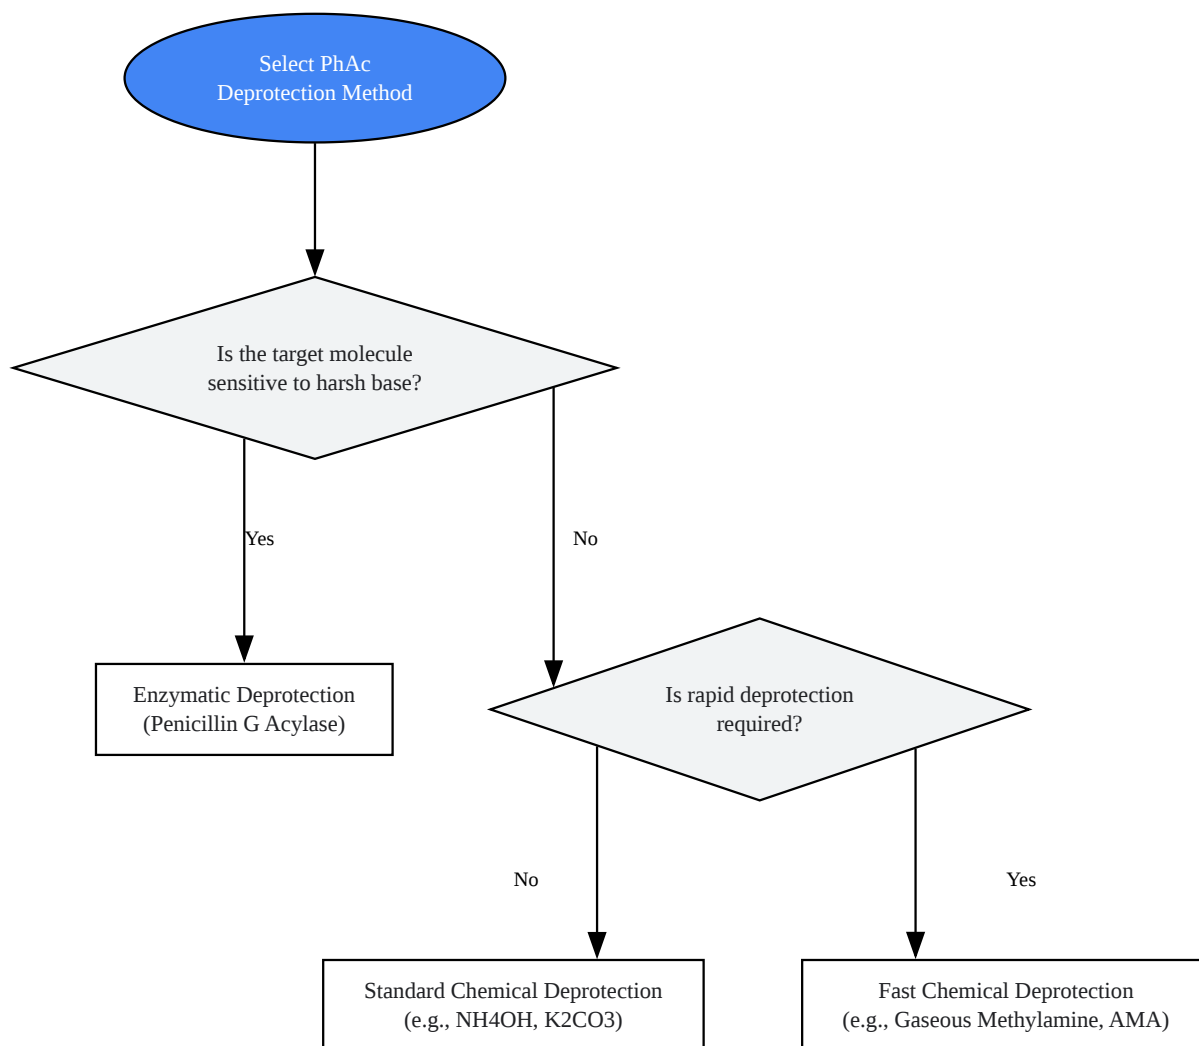 Select PhAc
Deprotection Method
Is the target molecule
sensitive to harsh base?
Yes
No
Enzymatic Deprotection
(Penicillin G Acylase)
Is rapid deprotection
required?
No
Yes
Standard Chemical Deprotection
(e.g., NH4OH, K2CO3)
Fast Chemical Deprotection
(e.g., Gaseous Methylamine, AMA)